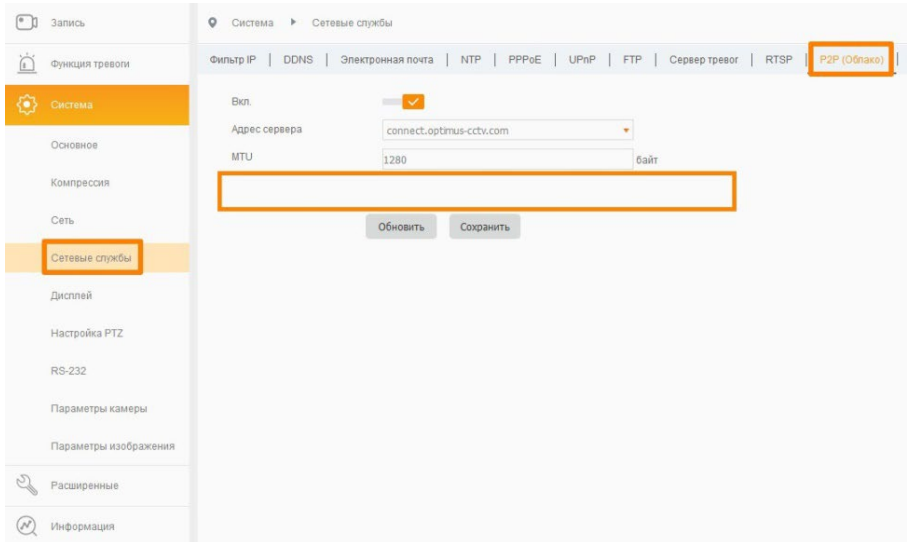 Запись
Функция тревоги
Система
Основное
Компрессия
Сеть
Сетевые службы
Дисплей
Настройка PTZ
RS-232
Параметры камеры
Параметры изображения
Расширенные
Информация
Система Сетевые службы
Фильтр IP | DDNS | Электронная почта | NTP | PPPoE | UPnP | FTP | Сервер тревог | RTSP | P2P (Облако) |
Вкл.
Адрес сервера connect.optimus-cctv.com
MTU 1280 байт
Обновить Сохранить